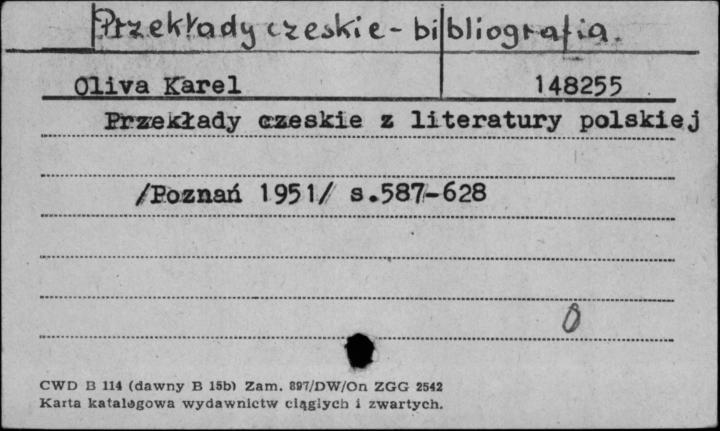 Przekłady czeskie - bibliografia.
Oliva Karel 148255
Przekłady czeskie z literatury polskiej
/Poznań 1951/ s.587-628
0
CWD B 114 (dawny B 15b) Zam. 897/DW/On ZGG 2542
Karta katalogowa wydawnictw ciągłych i zwartych.